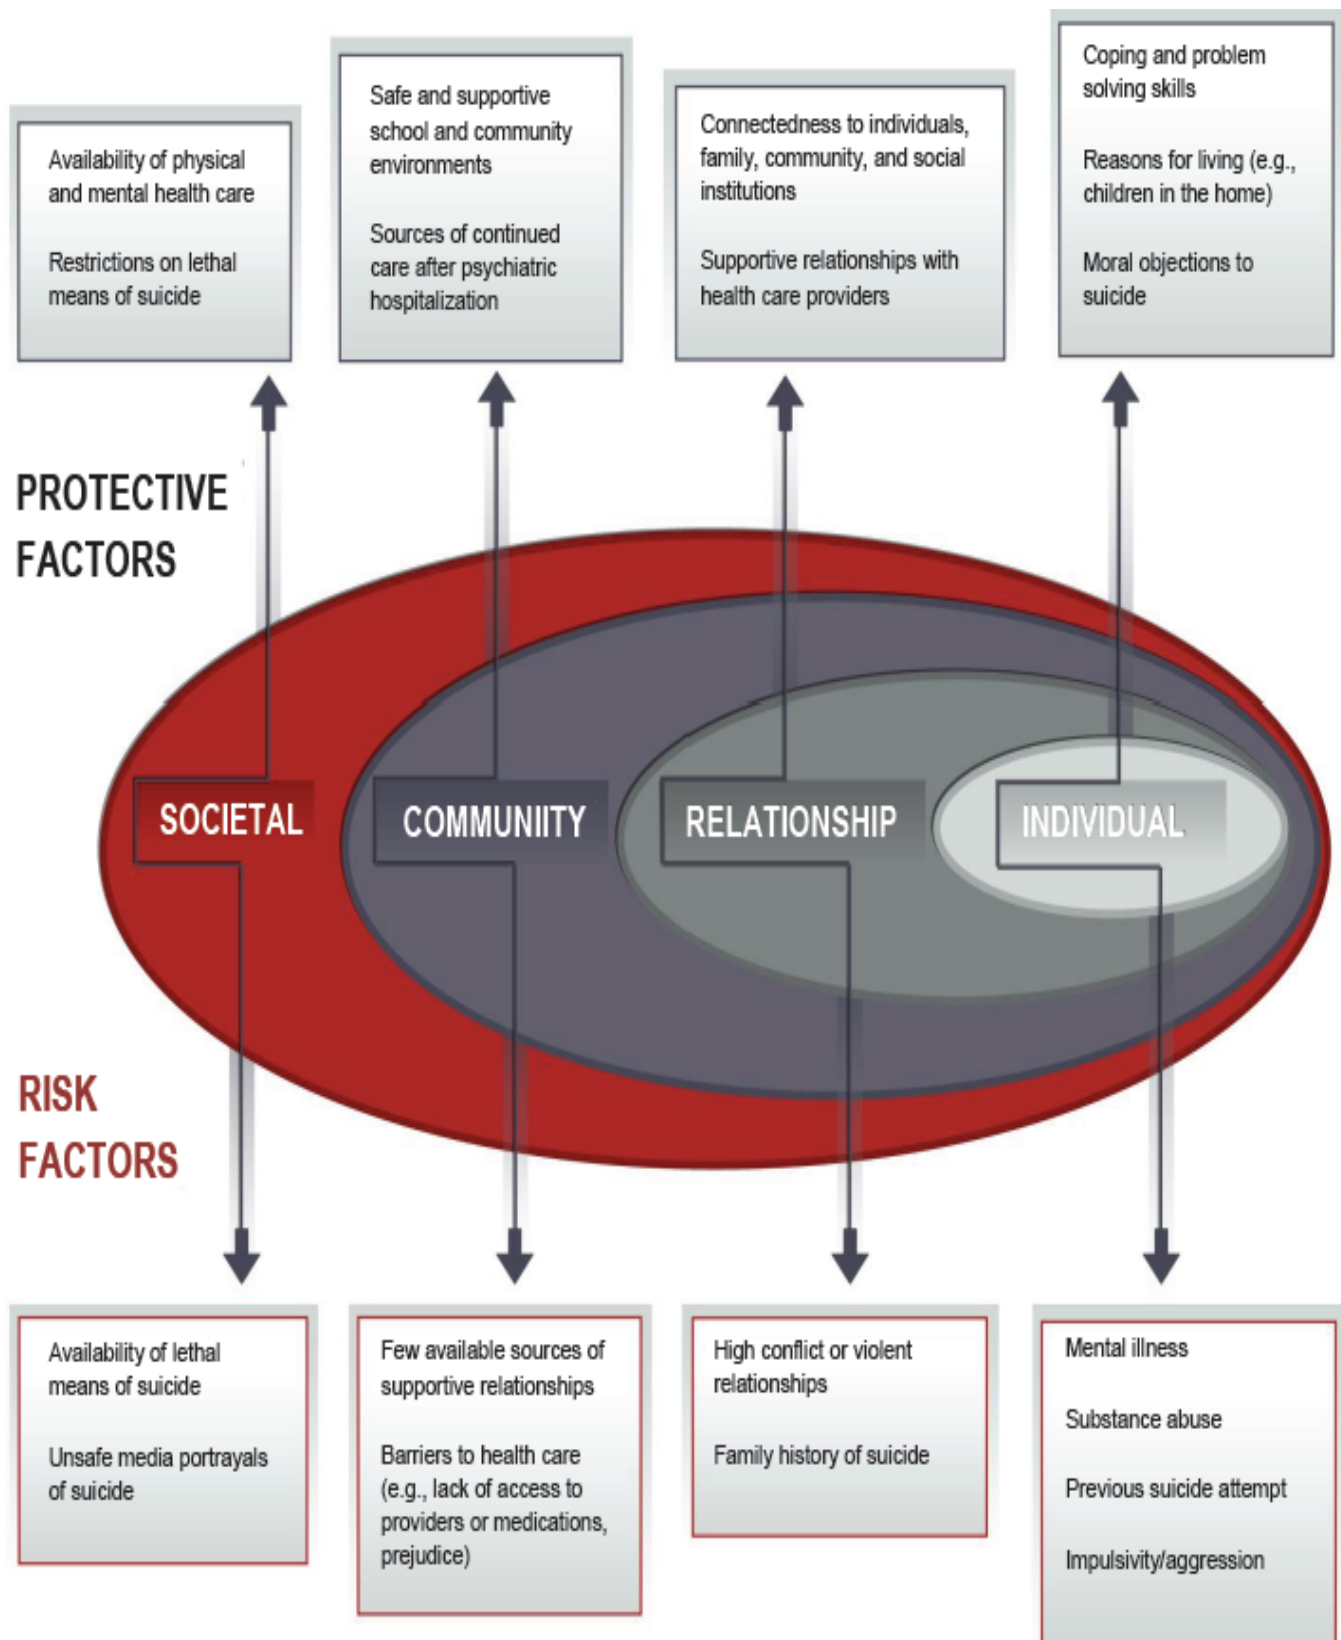 Availability of physical
and mental health care
Restrictions on lethal
means of suicide
Safe and supportive
school and community
environments
Sources of continued
care after psychiatric
hospitalization
Connectedness to individuals,
family, community, and social
institutions
Supportive relationships with
health care providers
Coping and problem
solving skills
Reasons for living (e.g.,
children in the home)
Moral objections to
suicide
PROTECTIVE
FACTORS
SOCIETAL
COMMUNIITY
RELATIONSHIP
INDIVIDUAL
RISK
FACTORS
Availability of lethal
means of suicide
Unsafe media portrayals
of suicide
Few available sources of
supportive relationships
Barriers to health care
(e.g., lack of access to
providers or medications,
prejudice)
High conflict or violent
relationships
Family history of suicide
Mental illness
Substance abuse
Previous suicide attempt
Impulsivity/aggression